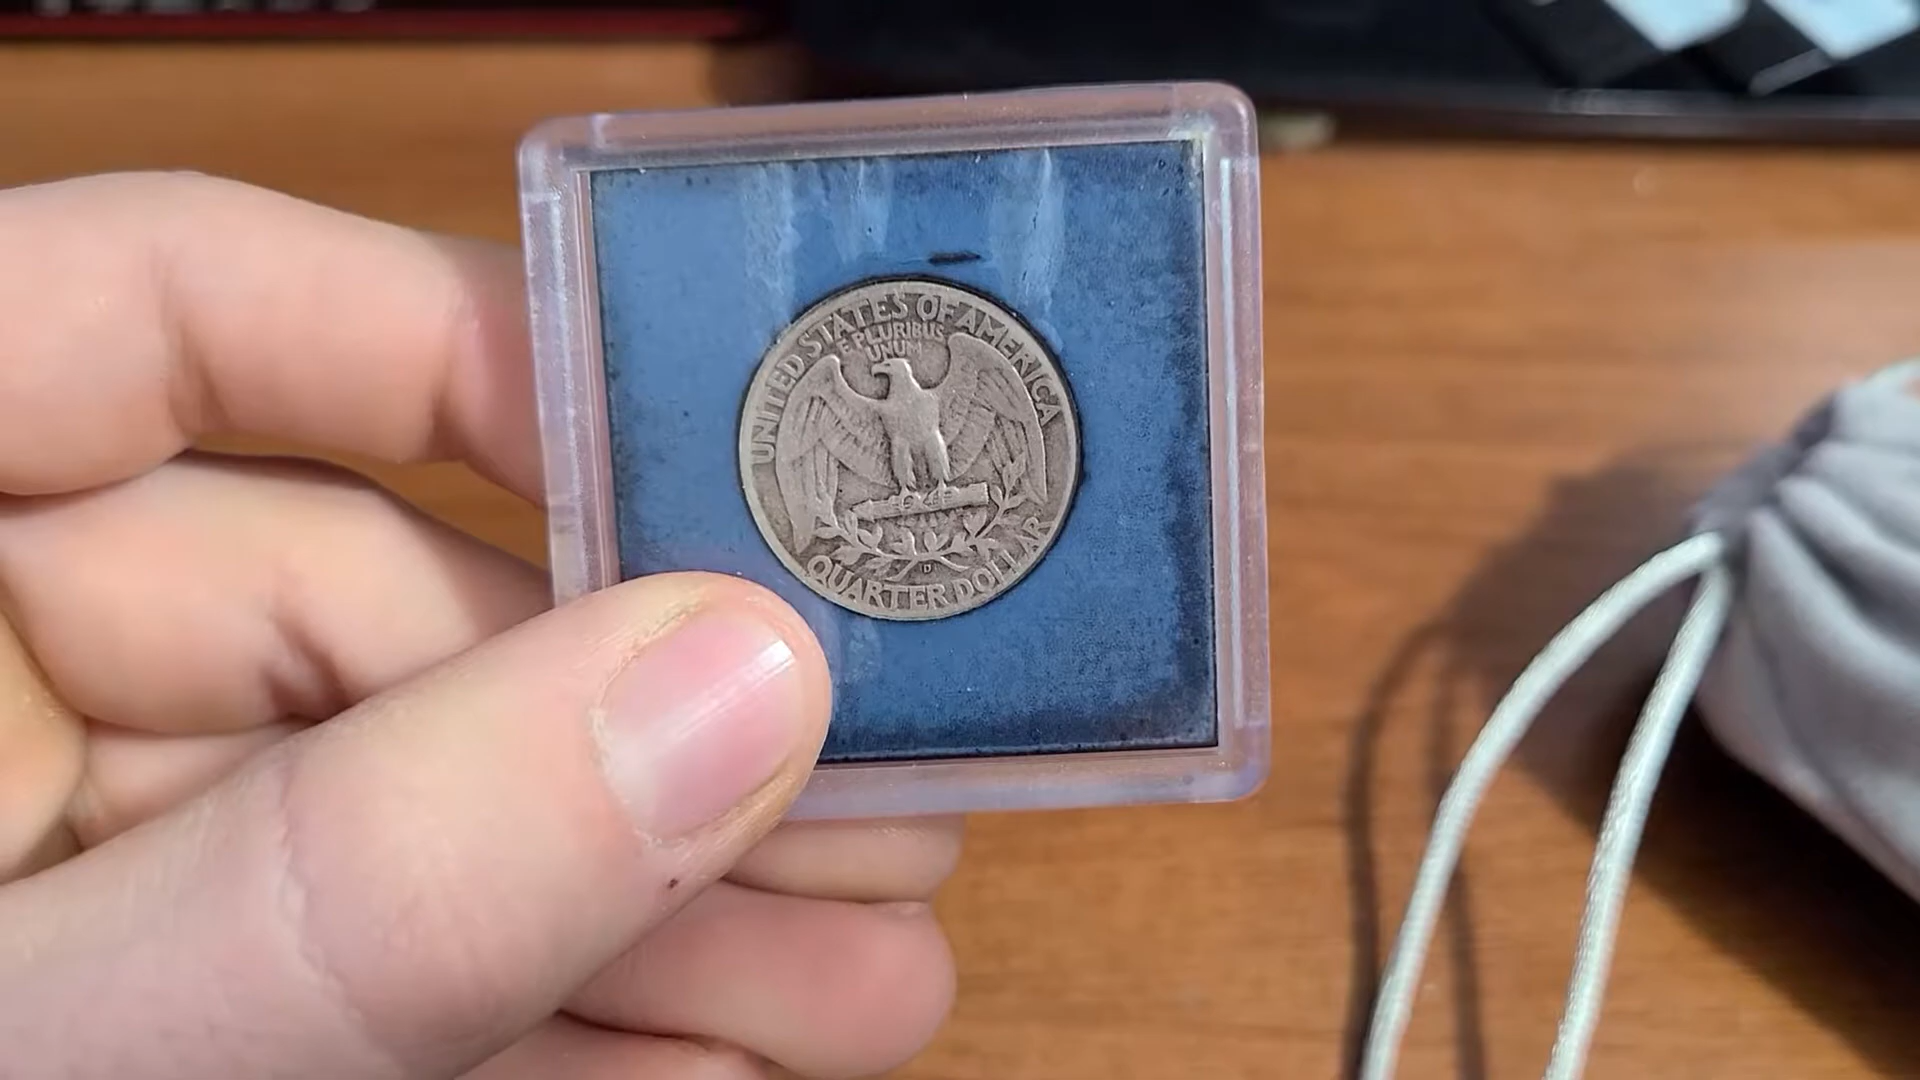 UNITED STATES OF AMERICA
E PLURIBUS
UNUM
D
QUARTER DOLLAR